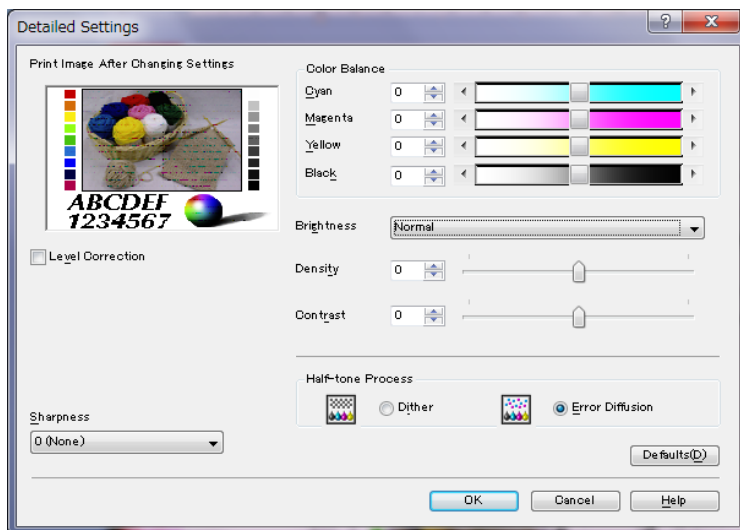 Detailed Settings
?
X
Print Image After Changing Settings
ABCDEF
1234567
Level Correction
Sharpness
0 (None)
Color Balance
Cyan 0
Magenta 0
Yellow 0
Black 0
Brightness Normal
Density 0
Contrast 0
Half-tone Process
Dither Error Diffusion
Defaults(D)
OK Cancel Help